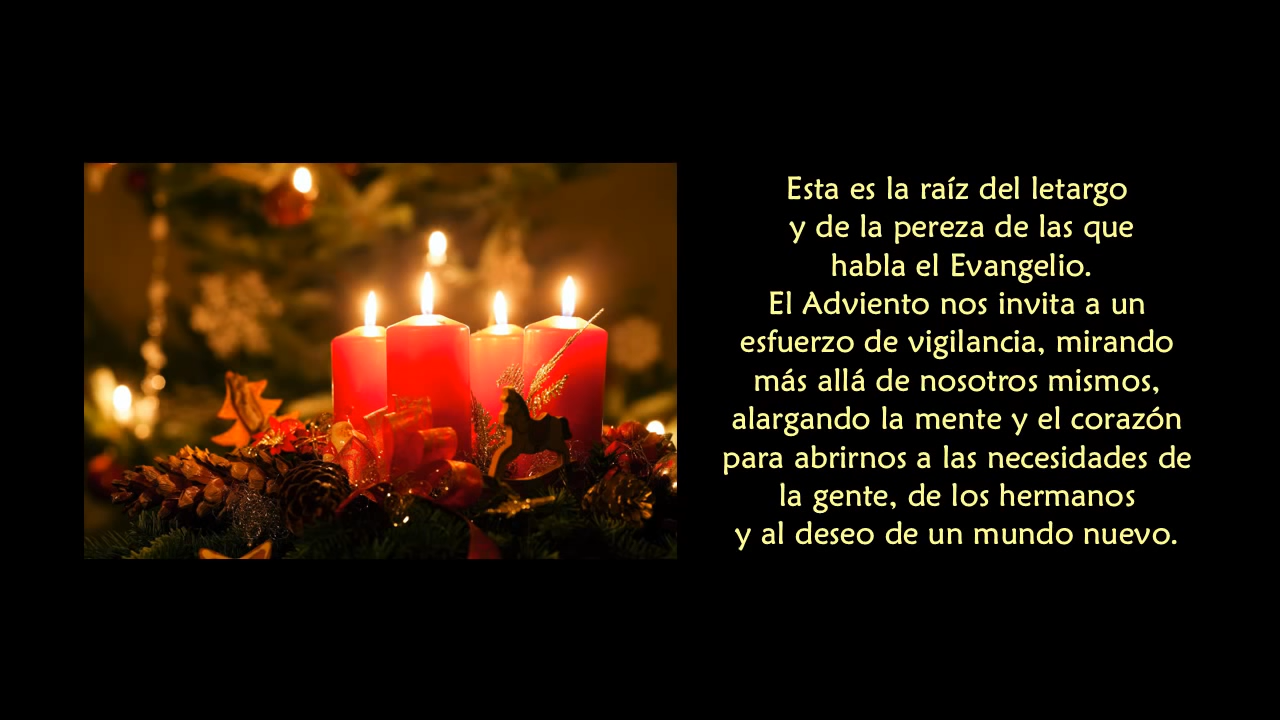 Esta es la raíz del letargo
y de la pereza de las que
habla el Evangelio.
El Adviento nos invita a un
esfuerzo de vigilancia, mirando
más allá de nosotros mismos,
alargando la mente y el corazón
para abrirnos a las necesidades de
la gente, de los hermanos
y al deseo de un mundo nuevo.